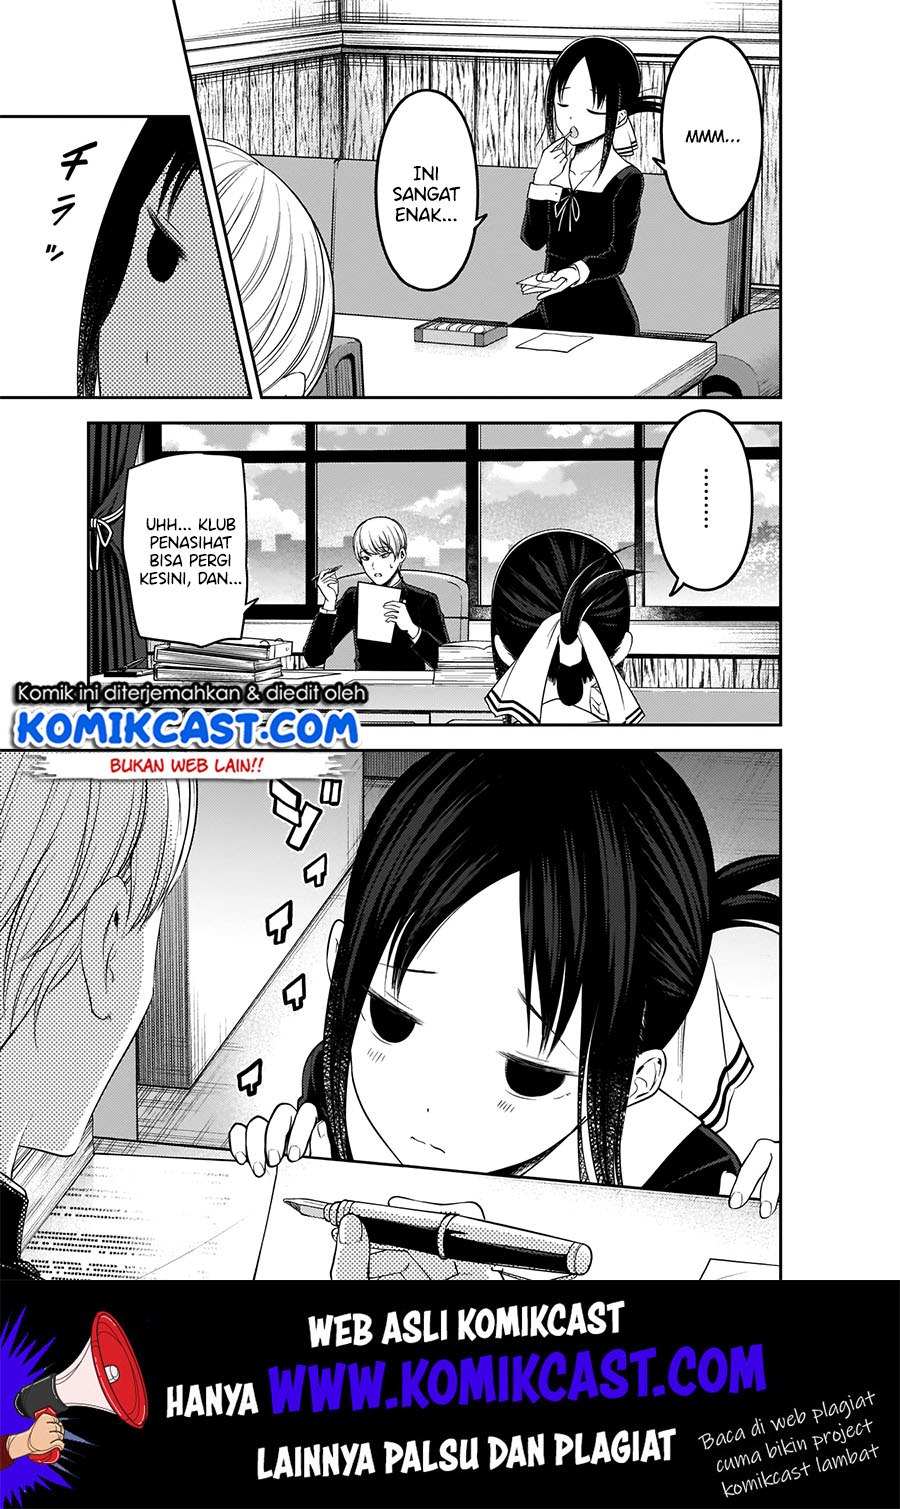 MMM...
INI
SANGAT
ENAK...
チラッ
.........
UHH... KLUB
PENASIHAT
BISA PERGI
KESINI, DAN...
Komik ini diterjemahkan & diedit oleh
KOMIKCAST.COM
BUKAN WEB LAIN!!
WEB ASLI KOMIKCAST
HANYA WWW.KOMIKCAST.COM
LAINNYA PALSU DAN PLAGIAT
Baca di web plagiat
cuma bikin project
komikcast lambat